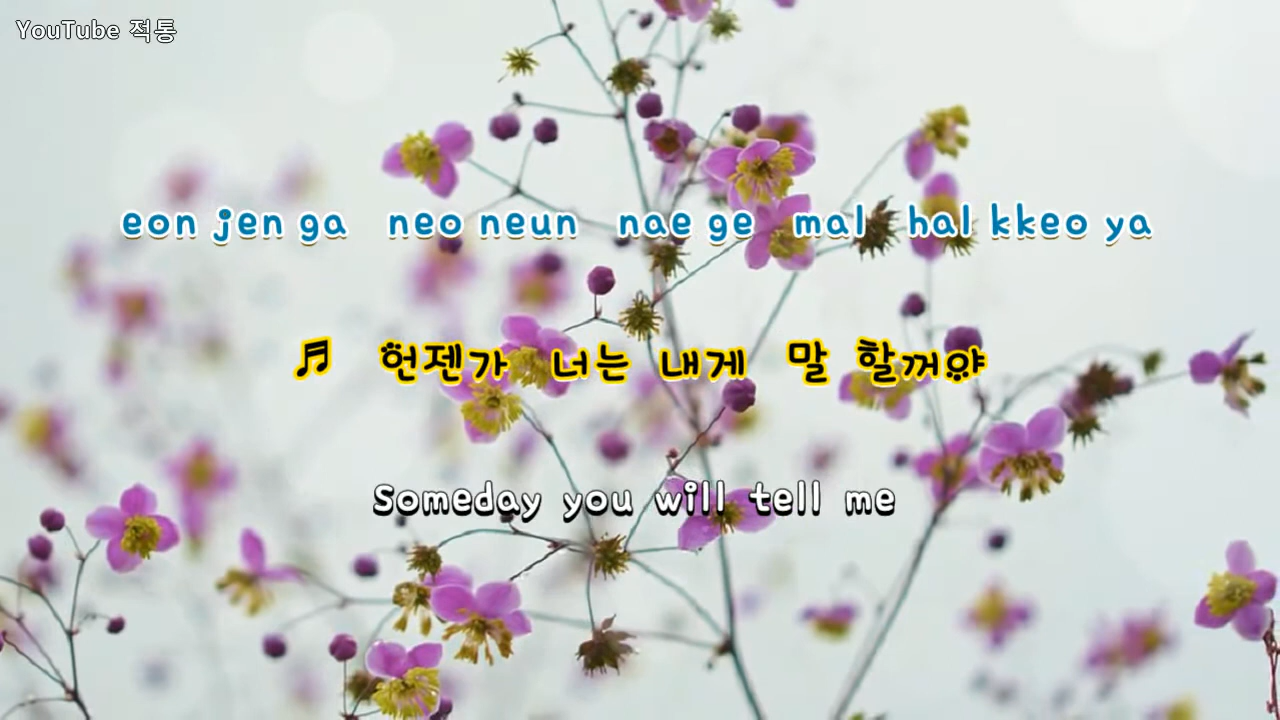 YouTube 적통
eon jen ga neo neun nae ge mal hal kkeo ya
♬ 헌젠가 너는 내게 말 할꺼야
Someday you will tell me